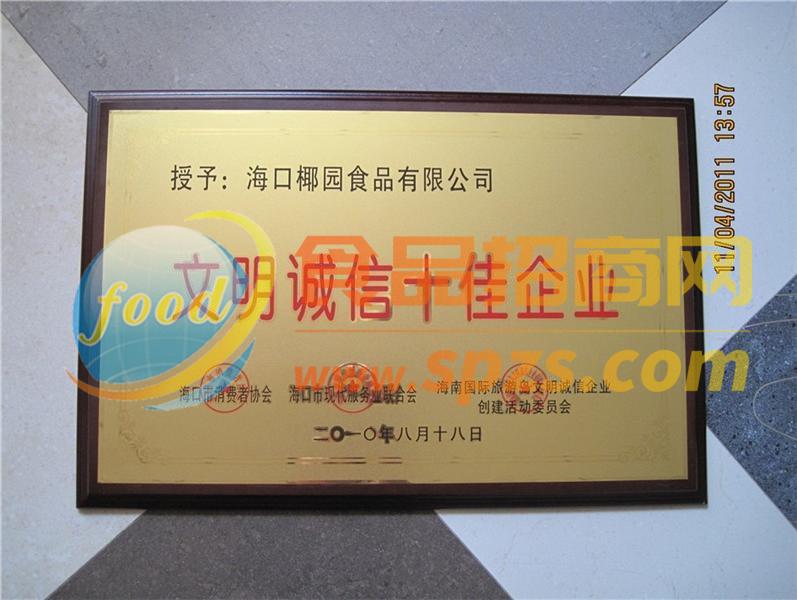 授予：海口椰园食品有限公司
文明诚信十佳企业
food
食品招商网
www.spzs.com
海口市消费者协会
海口市现代服务业联合会
海南国际旅游岛文明诚信企业
创建活动委员会
二〇一〇年八月十八日
11/04/2011 13:57